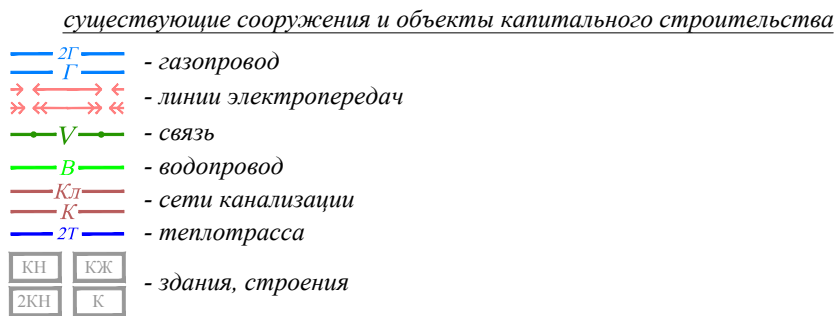 существующие сооружения и объекты капитального строительства
2Г
- газопровод
Г
- линии электропередач
V - связь
В - водопровод
Кл
- сети канализации
К
2Т - теплотрасса
КН КЖ
- здания, строения
2КН К